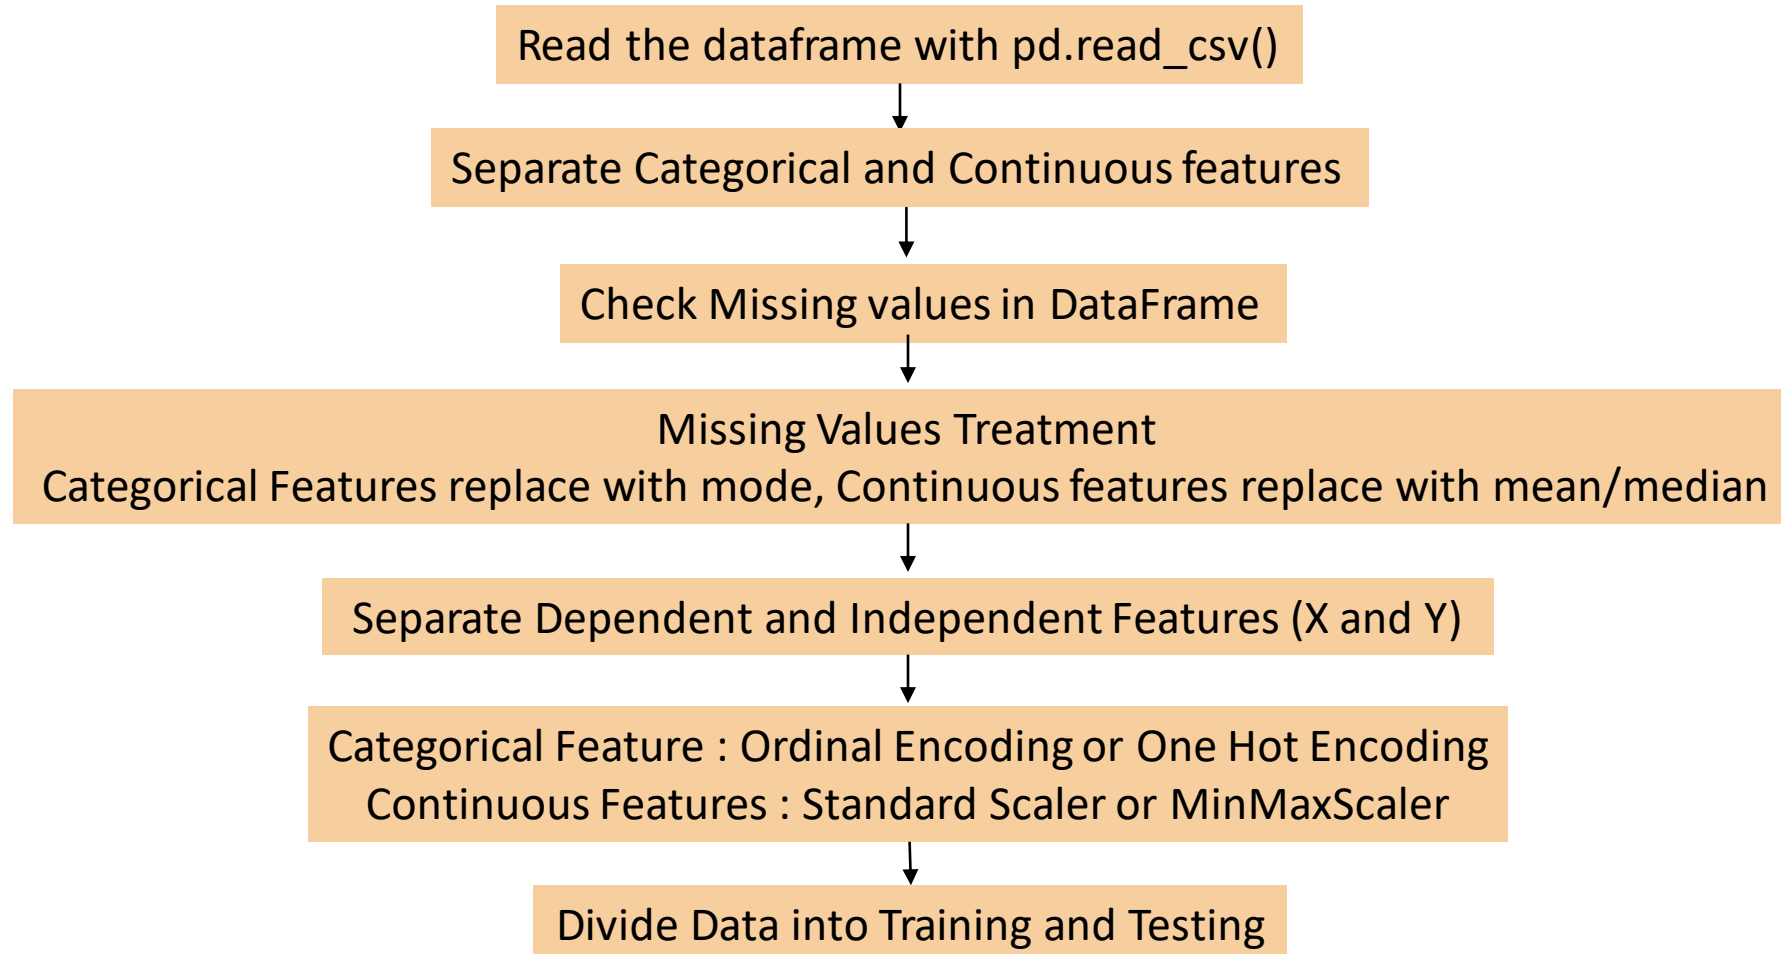 Read the dataframe with pd.read_csv()
Separate Categorical and Continuous features
Check Missing values in DataFrame
Missing Values Treatment
Categorical Features replace with mode, Continuous features replace with mean/median
Separate Dependent and Independent Features (X and Y)
Categorical Feature : Ordinal Encoding or One Hot Encoding
Continuous Features : Standard Scaler or MinMaxScaler
Divide Data into Training and Testing